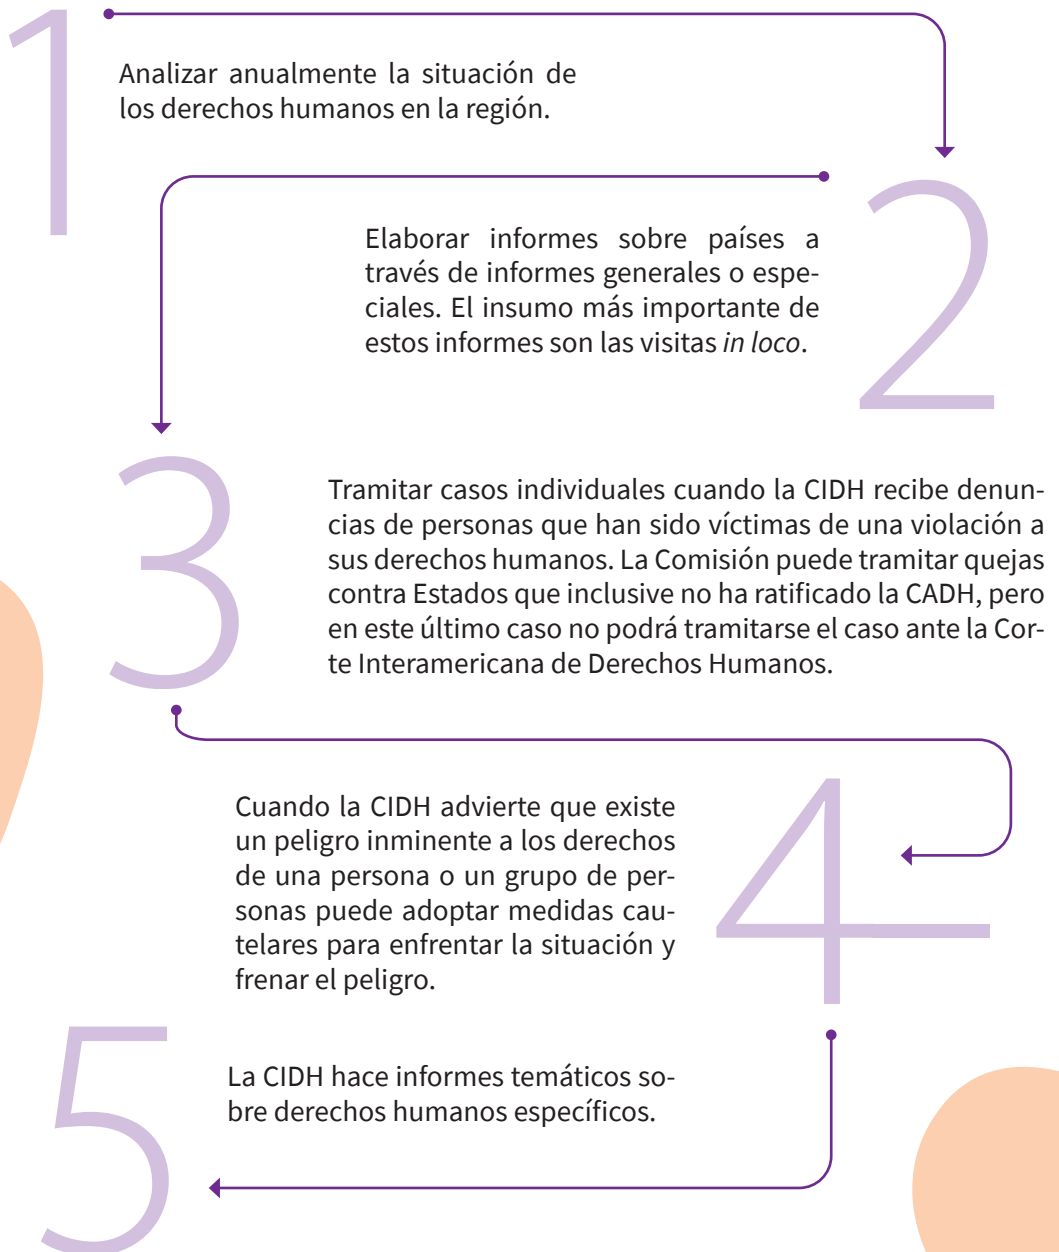 1
Analizar anualmente la situación de
los derechos humanos en la región.
2
Elaborar informes sobre países a
través de informes generales o espe-
ciales. El insumo más importante de
estos informes son las visitas in loco.
3
Tramitar casos individuales cuando la CIDH recibe denun-
cias de personas que han sido víctimas de una violación a
sus derechos humanos. La Comisión puede tramitar quejas
contra Estados que inclusive no ha ratificado la CADH, pero
en este último caso no podrá tramitarse el caso ante la Cor-
te Interamericana de Derechos Humanos.
4
Cuando la CIDH advierte que existe
un peligro inminente a los derechos
de una persona o un grupo de per-
sonas puede adoptar medidas cau-
telares para enfrentar la situación y
frenar el peligro.
5
La CIDH hace informes temáticos so-
bre derechos humanos específicos.